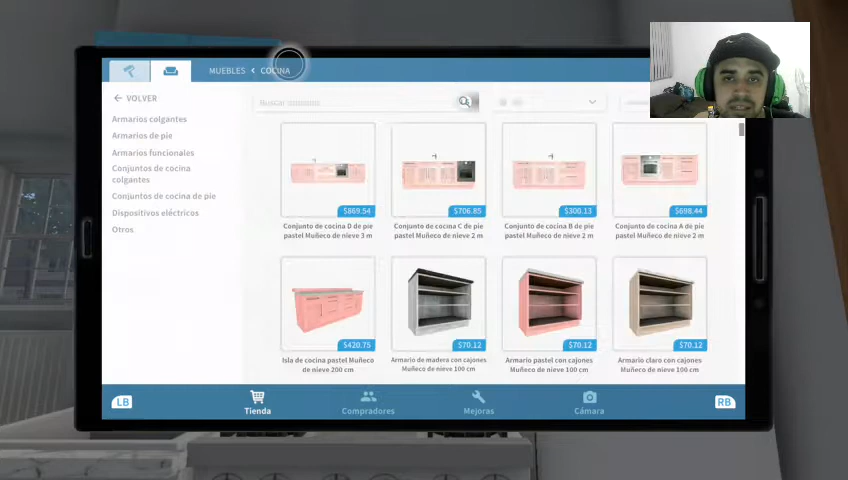 MUEBLES < COCINA
VOLVER
Armarios colgantes
Armarios de pie
Armarios funcionales
Conjuntos de cocina
colgantes
Conjuntos de cocina de pie
Dispositivos eléctricos
Otros
Buscar
$869.54
$706.85
$300.13
$698.44
Conjunto de cocina D de pie
pastel Muñeco de nieve 3 m
Conjunto de cocina C de pie
pastel Muñeco de nieve 2 m
Conjunto de cocina B de pie
pastel Muñeco de nieve 2 m
Conjunto de cocina A de pie
pastel Muñeco de nieve 2 m
$420.75
$70.12
$70.12
$70.12
Isla de cocina pastel Muñeco
de nieve 200 cm
Armario de madera con cajones
Muñeco de nieve 100 cm
Armario pastel con cajones
Muñeco de nieve 100 cm
Armario claro con cajones
Muñeco de nieve 100 cm
LB
Tienda
Compradores
Mejoras
Cámara
RB